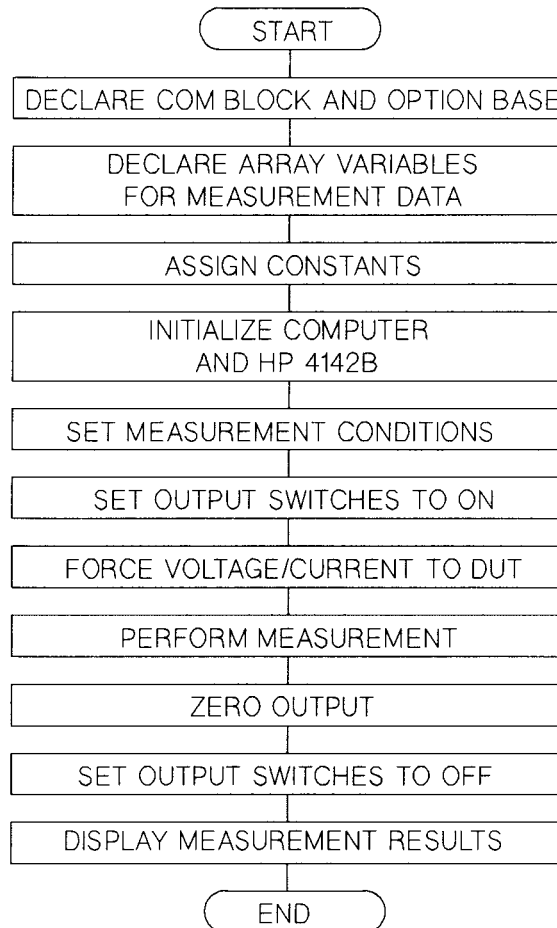 START
DECLARE COM BLOCK AND OPTION BASE
DECLARE ARRAY VARIABLES
FOR MEASUREMENT DATA
ASSIGN CONSTANTS
INITIALIZE COMPUTER
AND HP 4142B
SET MEASUREMENT CONDITIONS
SET OUTPUT SWITCHES TO ON
FORCE VOLTAGE/CURRENT TO DUT
PERFORM MEASUREMENT
ZERO OUTPUT
SET OUTPUT SWITCHES TO OFF
DISPLAY MEASUREMENT RESULTS
END